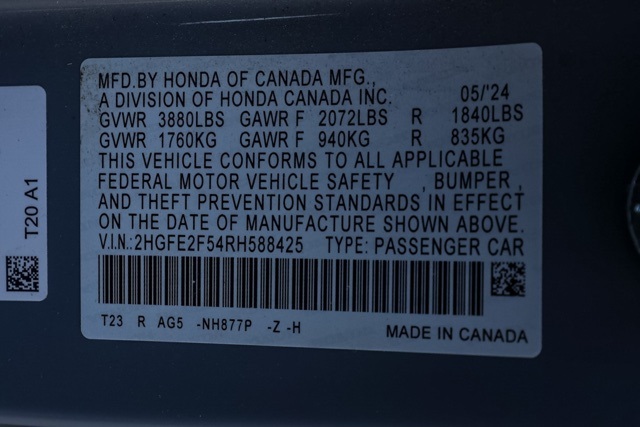 MFD.BY HONDA OF CANADA MFG.,
A DIVISION OF HONDA CANADA INC. 05/'24
GVWR 3880LBS GAWR F 2072LBS R 1840LBS
GVWR 1760KG GAWR F 940KG R 835KG
THIS VEHICLE CONFORMS TO ALL APPLICABLE
FEDERAL MOTOR VEHICLE SAFETY , BUMPER ,
AND THEFT PREVENTION STANDARDS IN EFFECT
ON THE DATE OF MANUFACTURE SHOWN ABOVE.
V.I.N.:2HGFE2F54RH588425 TYPE: PASSENGER CAR
T23 R AG5 -NH877P -Z -H MADE IN CANADA
T20 A1